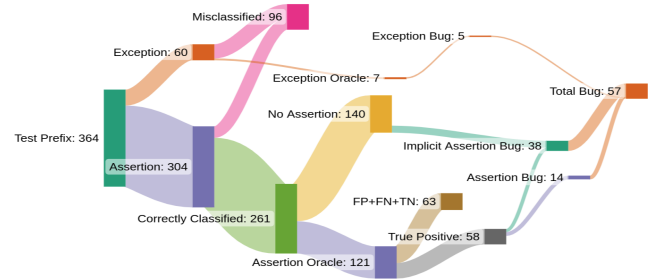 Misclassified: 96
Exception Bug: 5
Exception: 60
Exception Oracle: 7
Total Bug: 57
No Assertion: 140
Test Prefix: 364
Implicit Assertion Bug: 38
Assertion: 304
Assertion Bug: 14
FP+FN+TN: 63
Correctly Classified: 261
True Positive: 58
Assertion Oracle: 121